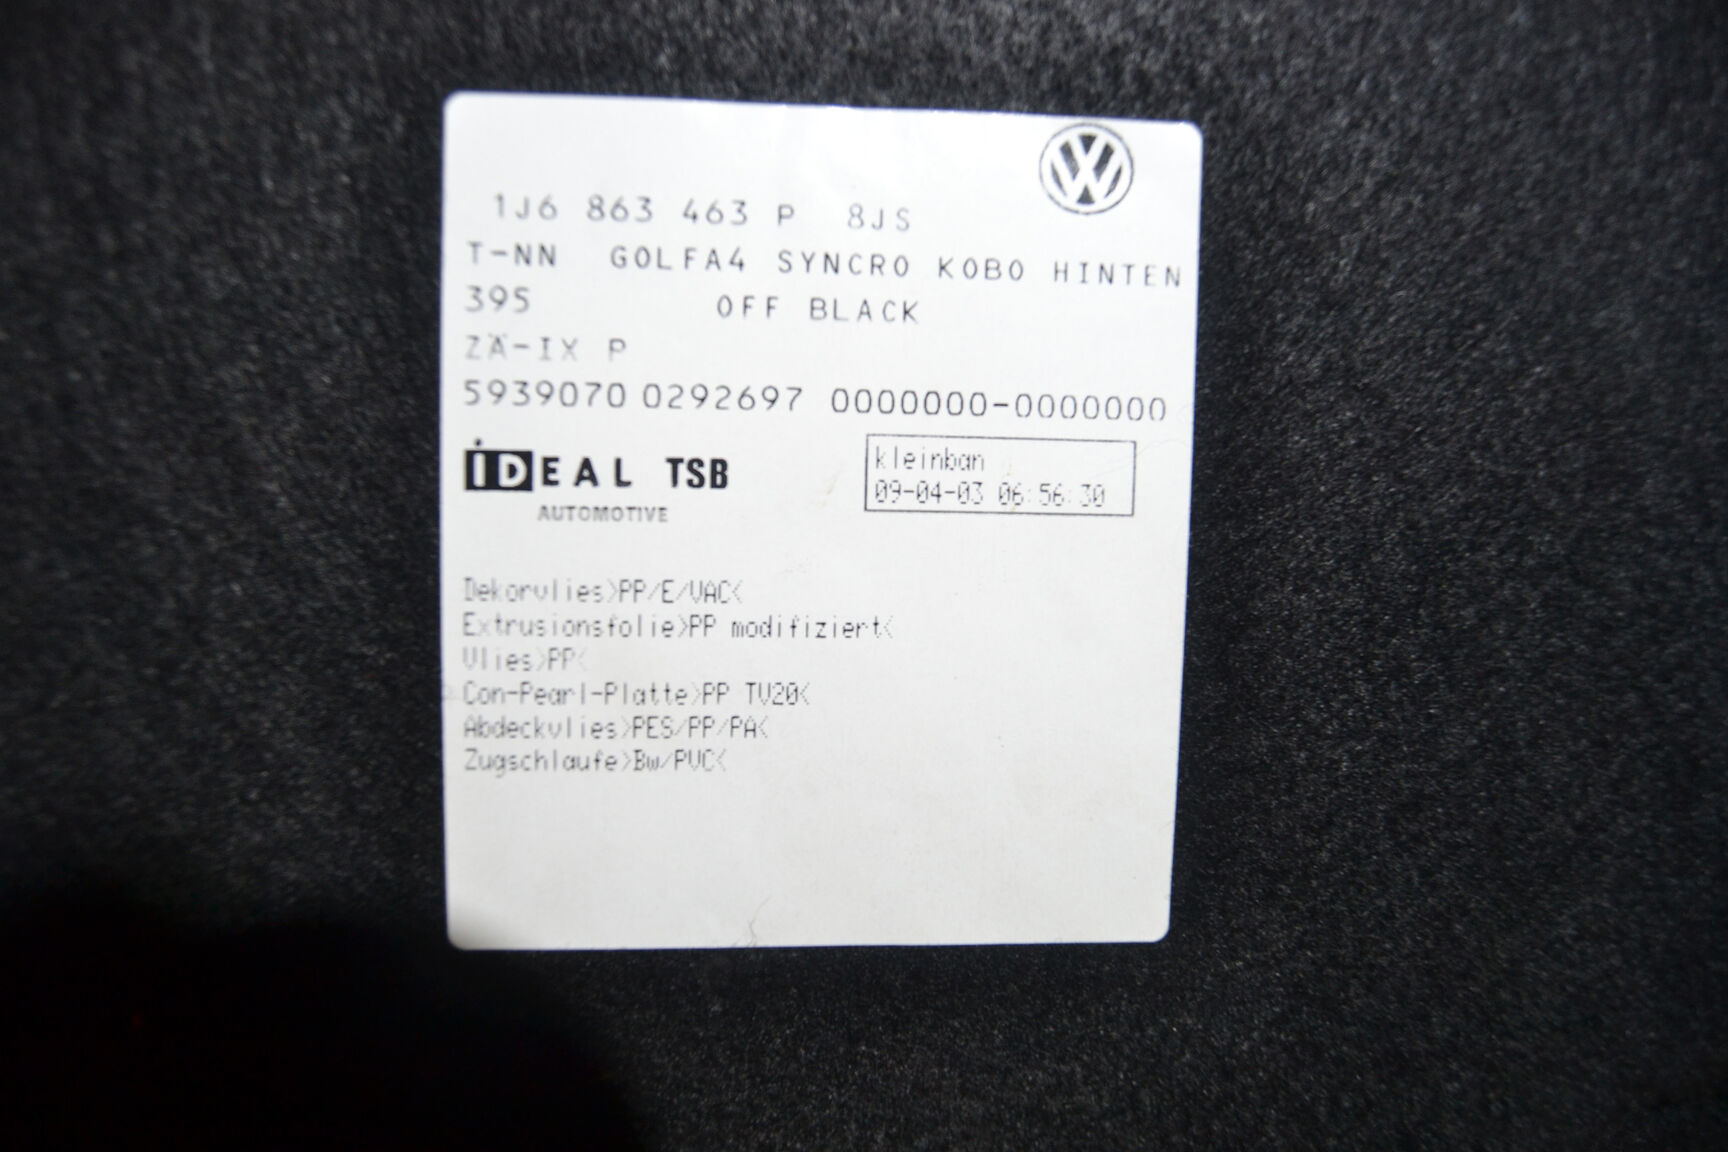 VW
1J6 863 463 P 8JS
T-NN GOLFA4 SYNCRO KOBO HINTEN
395 OFF BLACK
ZÄ-IX P
5939070 0292697 0000000-0000000
IDEAL TSB
AUTOMOTIVE
kleinban
09-04-03 06:56:30
Dekorvlies>PP/E/VAC<
Extrusionsfolie>PP modifiziert<
Vlies>PP<
Con-Pearl-Platte>PP TV20<
Abdeckvlies>PES/PP/PA<
Zugschlaufe>Bw/PVC<